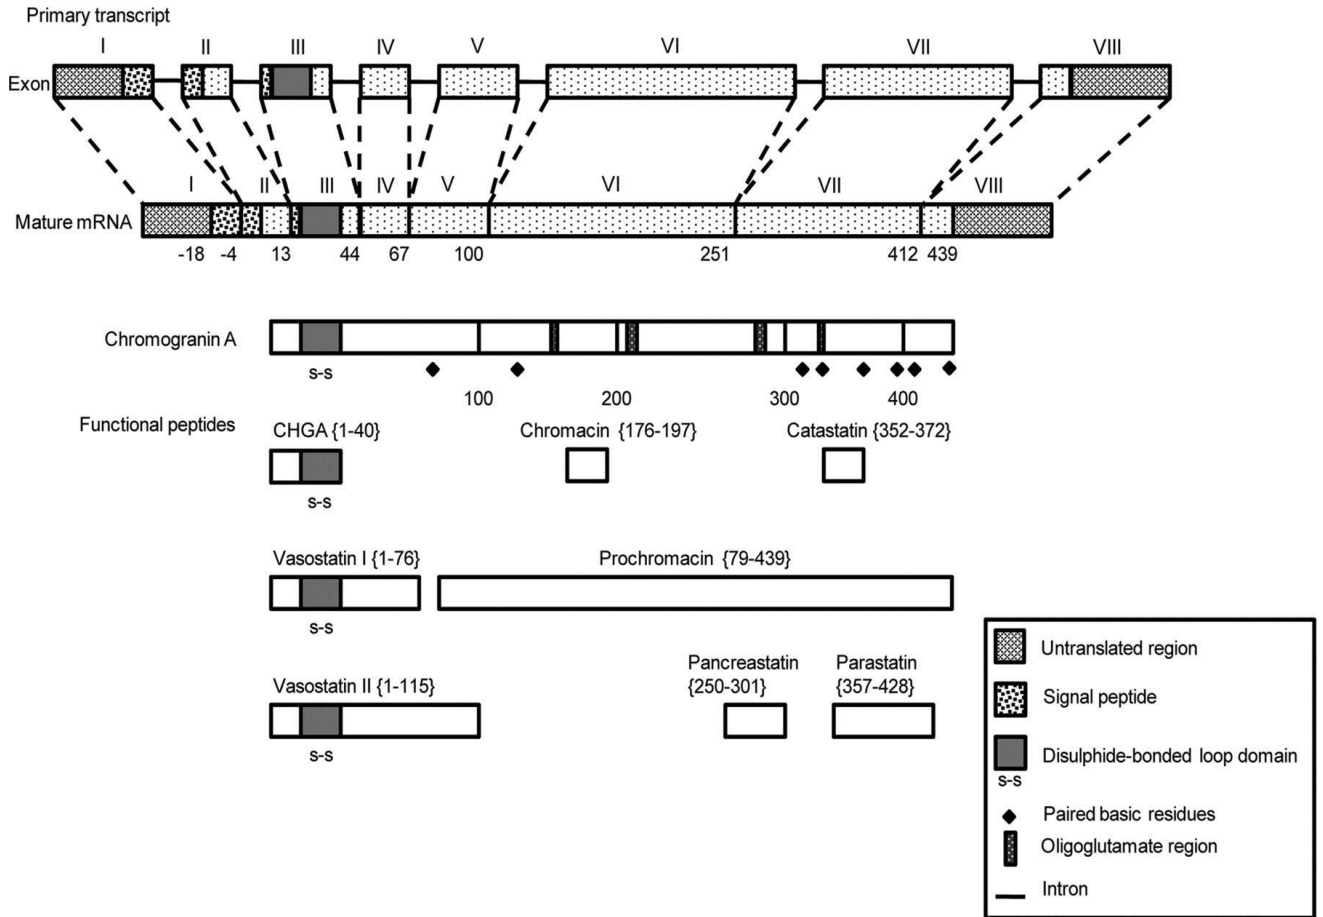 Primary transcript
I II III IV V VI VII VIII
Exon
I II III IV V VI VII VIII
Mature mRNA
-18 -4 13 44 67 100 251 412 439
Chromogranin A
s-s
100 200 300 400
Functional peptides
CHGA {1-40} Chromacin {176-197} Catastatin {352-372}
s-s
Vasostatin I {1-76} Prochromacin {79-439}
s-s
Pancreastatin Parastatin
Vasostatin II {1-115} {250-301} {357-428}
s-s
Untranslated region
Signal peptide
Disulphide-bonded loop domain
s-s
Paired basic residues
Oligoglutamate region
Intron